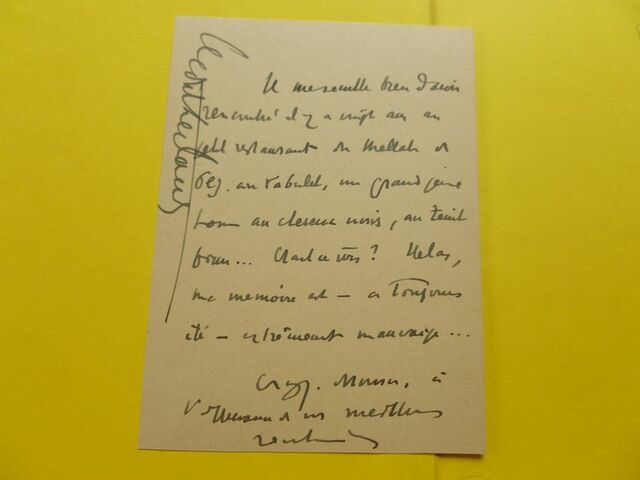 Il me semble bien d'avoir
rencontré il y a vingt ans au
petit restaurant du Mellah de
Fez, un grand jeune
homme aux cheveux noirs, au teint
brun... Était-ce vous ? Hélas,
ma mémoire est — a toujours
été — extrêmement mauvaise...
Croyez, Monsieur, à
l'expression de mes meilleurs
sentiments
Montherlant